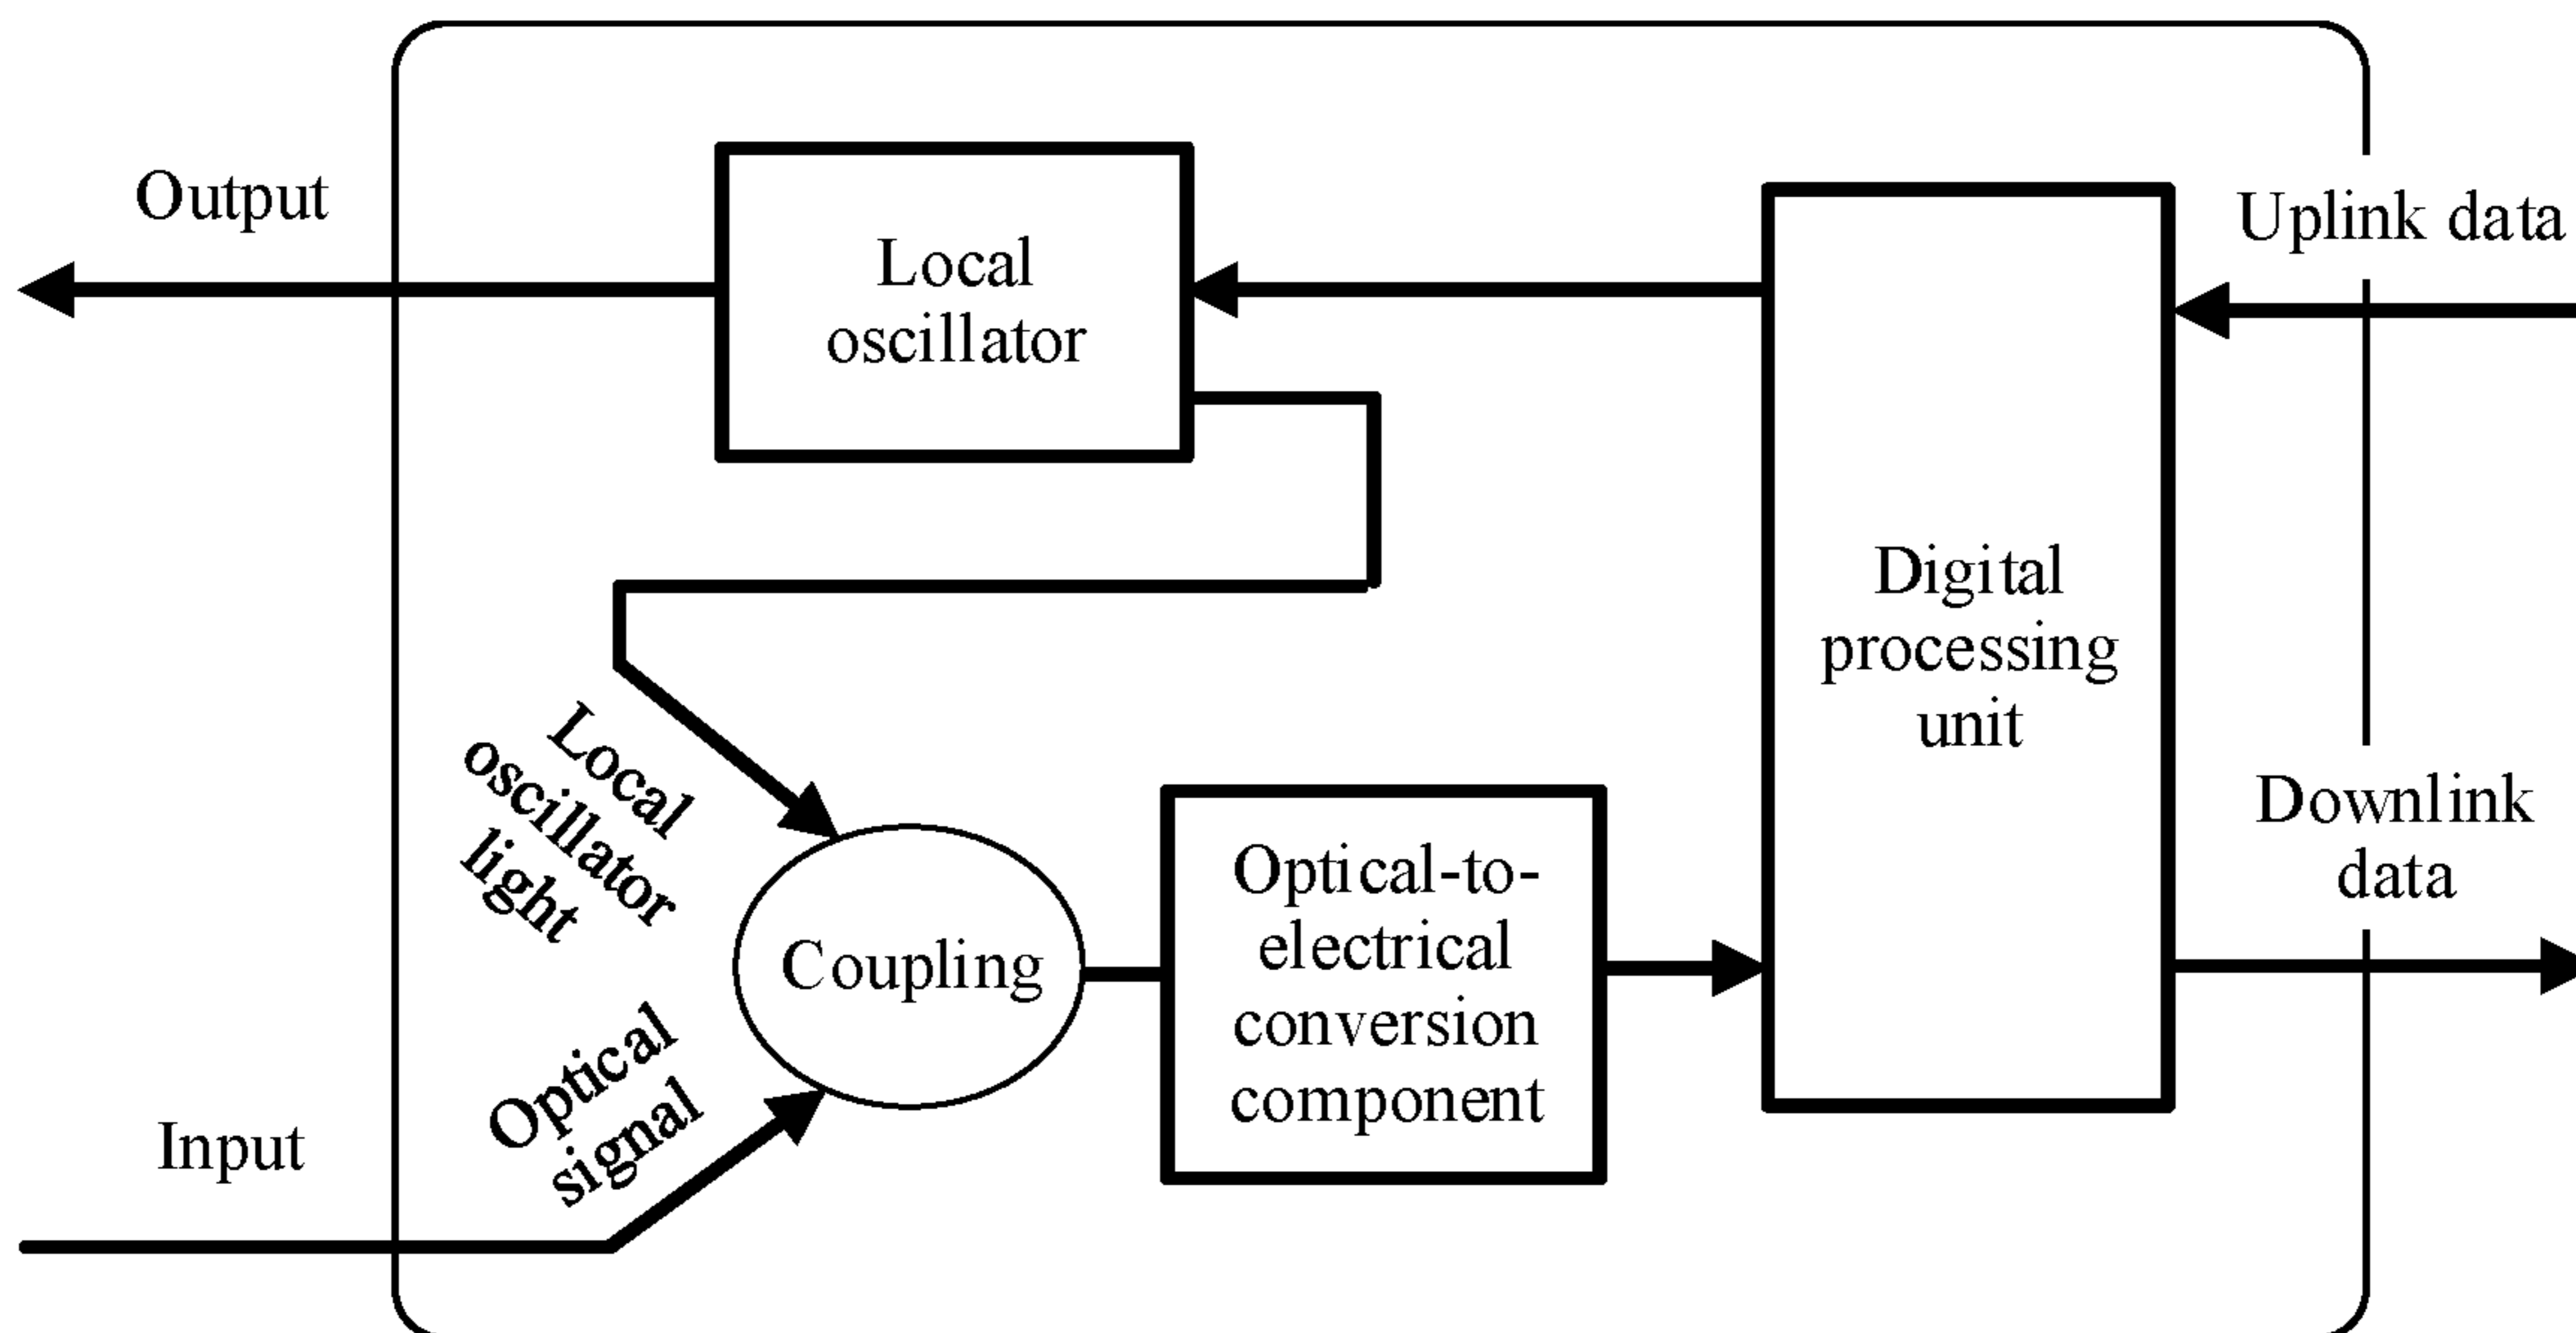 Output
Local
oscillator
Uplink data
Digital
processing
unit
Local
oscillator
light
Downlink
data
Coupling
Optical-to-
electrical
conversion
component
Optical
signal
Input